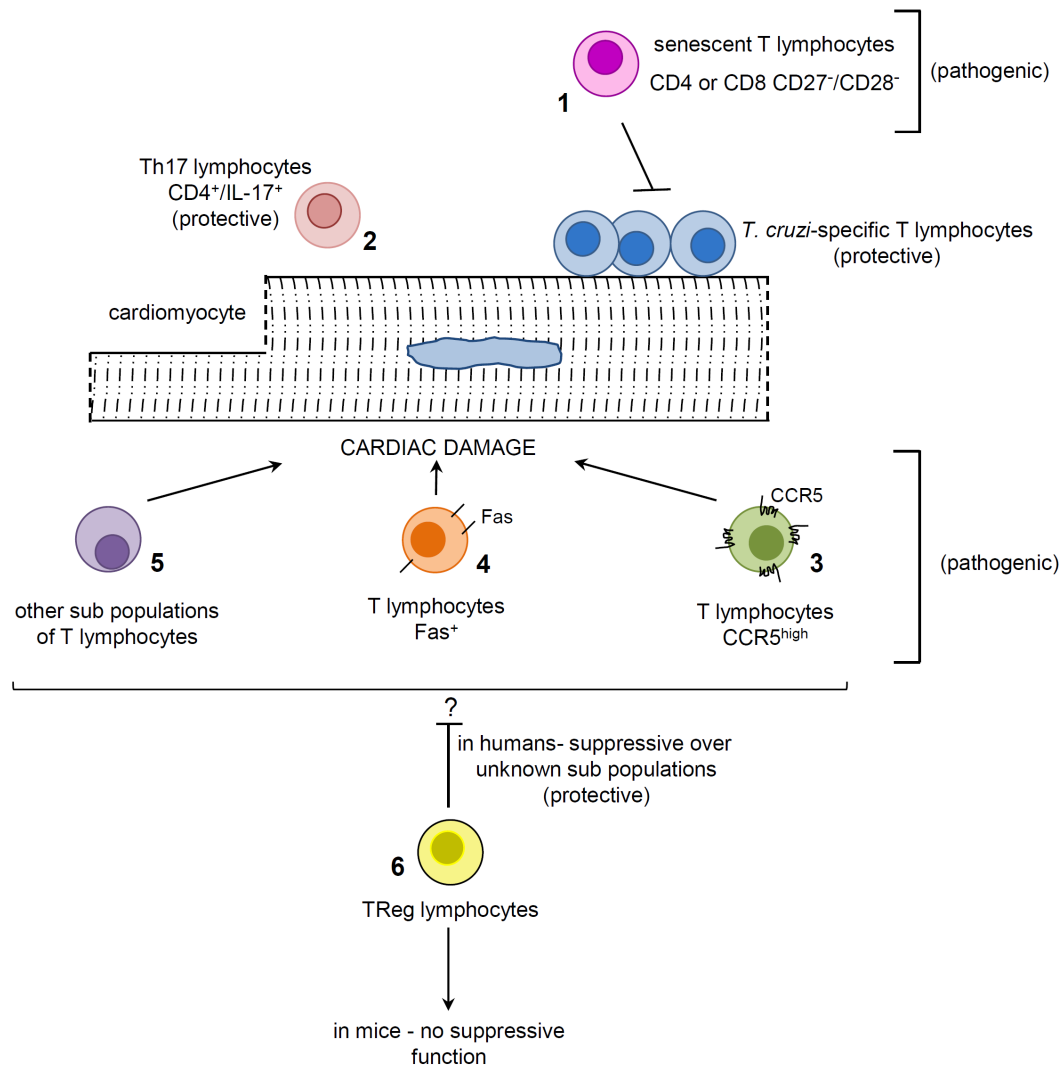 senescent T lymphocytes
CD4 or CD8 CD27⁻/CD28⁻
(pathogenic)
1
Th17 lymphocytes
CD4⁺/IL-17⁺
(protective)
2
T. cruzi-specific T lymphocytes
(protective)
cardiomyocyte
CARDIAC DAMAGE
5
other sub populations
of T lymphocytes
Fas
4
T lymphocytes
Fas⁺
CCR5
3
T lymphocytes
CCR5ʰⁱᵍʰ
(pathogenic)
?
in humans- suppressive over
unknown sub populations
(protective)
6
TReg lymphocytes
in mice - no suppressive
function